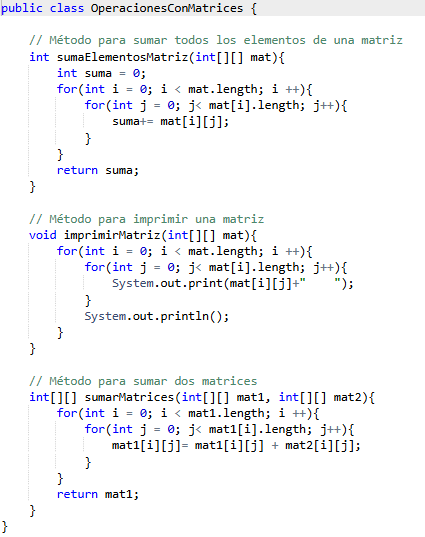 public class OperacionesConMatrices {
// Método para sumar todos los elementos de una matriz
int sumaElementosMatriz(int[][] mat){
int suma = 0;
for(int i = 0; i < mat.length; i ++){
for(int j = 0; j< mat[i].length; j++){
suma+= mat[i][j];
}
}
return suma;
}
// Método para imprimir una matriz
void imprimirMatriz(int[][] mat){
for(int i = 0; i < mat.length; i ++){
for(int j = 0; j< mat[i].length; j++){
System.out.print(mat[i][j]+"    ");
}
System.out.println();
}
}
// Método para sumar dos matrices
int[][] sumarMatrices(int[][] mat1, int[][] mat2){
for(int i = 0; i < mat1.length; i ++){
for(int j = 0; j< mat1[i].length; j++){
mat1[i][j]= mat1[i][j] + mat2[i][j];
}
}
return mat1;
}
}